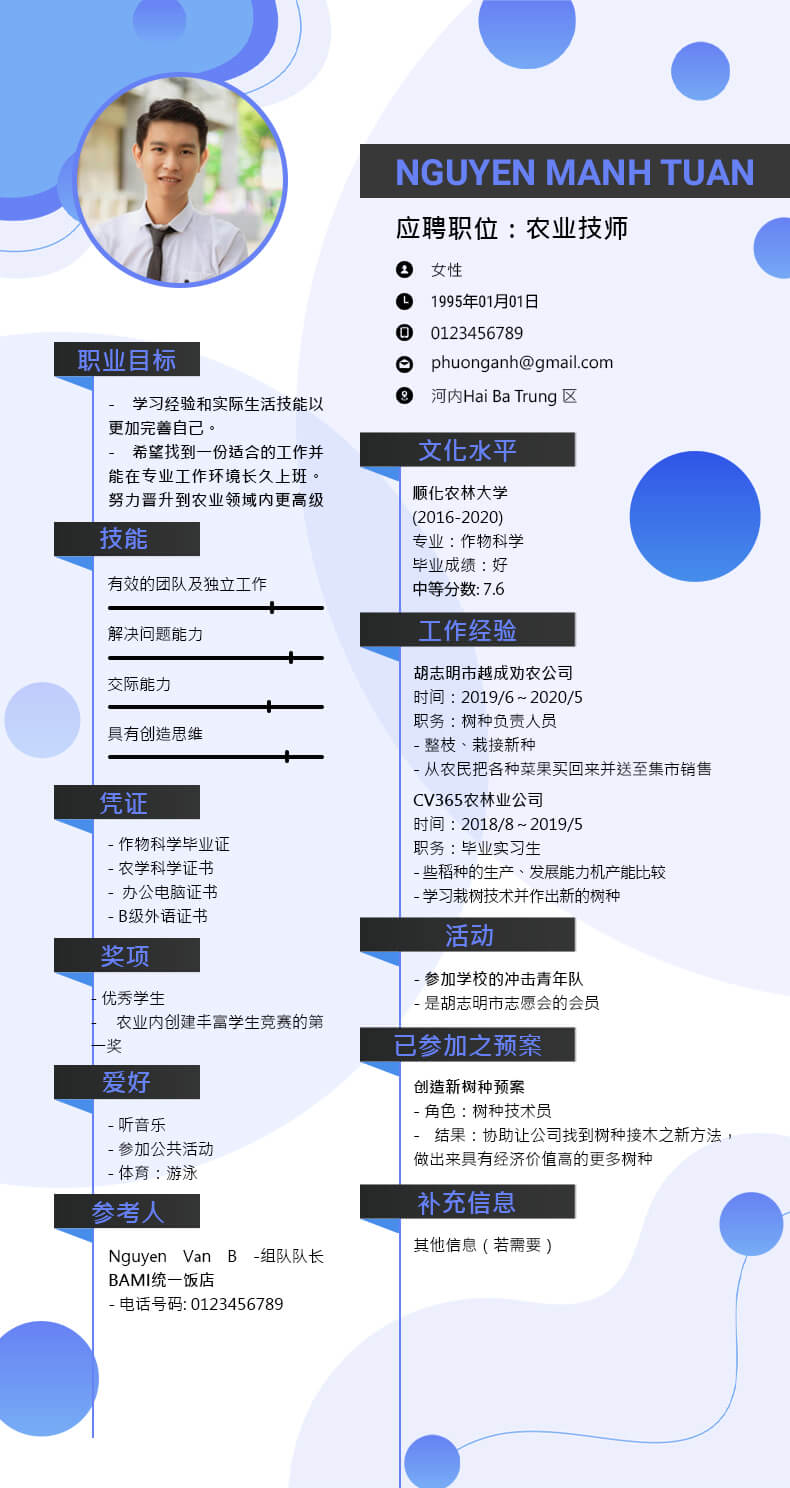 NGUYEN MANH TUAN
应聘职位：农业技师
女性
1995年01月01日
0123456789
phuonganh@gmail.com
河内Hai Ba Trung 区
职业目标
- 学习经验和实际生活技能以
更加完善自己。
- 希望找到一份适合的工作并
能在专业工作环境长久上班。
努力晋升到农业领域内更高级
技能
有效的团队及独立工作
解决问题能力
交际能力
具有创造思维
凭证
- 作物科学毕业证
- 农学科学证书
- 办公电脑证书
- B级外语证书
奖项
- 优秀学生
- 农业内创建丰富学生竞赛的第
一奖
爱好
- 听音乐
- 参加公共活动
- 体育：游泳
参考人
Nguyen Van B -组队队长
BAMI统一饭店
- 电话号码: 0123456789
文化水平
顺化农林大学
(2016-2020)
专业：作物科学
毕业成绩：好
中等分数: 7.6
工作经验
胡志明市越成劝农公司
时间：2019/6～2020/5
职务：树种负责人员
- 整枝、栽接新种
- 从农民把各种菜果买回来并送至集市销售
CV365农林业公司
时间：2018/8～2019/5
职务：毕业实习生
- 些稻种的生产、发展能力机产能比较
- 学习栽树技术并作出新的树种
活动
- 参加学校的冲击青年队
- 是胡志明市志愿会的会员
已参加之预案
创造新树种预案
- 角色：树种技术员
- 结果：协助让公司找到树种接木之新方法，
做出来具有经济价值高的更多树种
补充信息
其他信息（若需要）